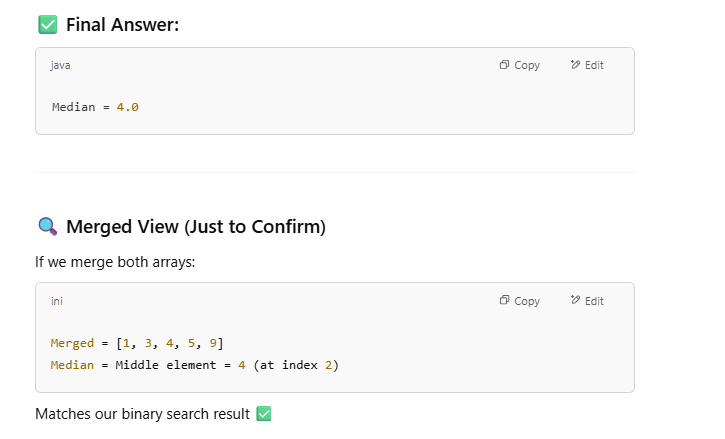 ✅ Final Answer:
java
Copy
Edit
Median = 4.0
🔍 Merged View (Just to Confirm)
If we merge both arrays:
ini
Copy
Edit
Merged = [1, 3, 4, 5, 9]
Median = Middle element = 4 (at index 2)
Matches our binary search result ✅